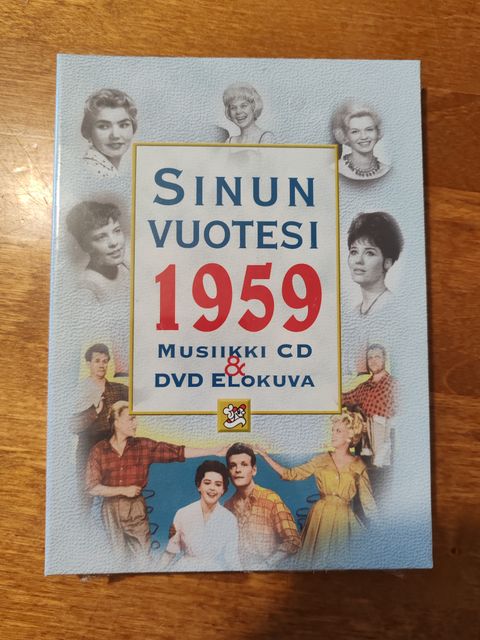 SINUN
VUOTESI
1959
MUSIIKKI CD
&
DVD ELOKUVA